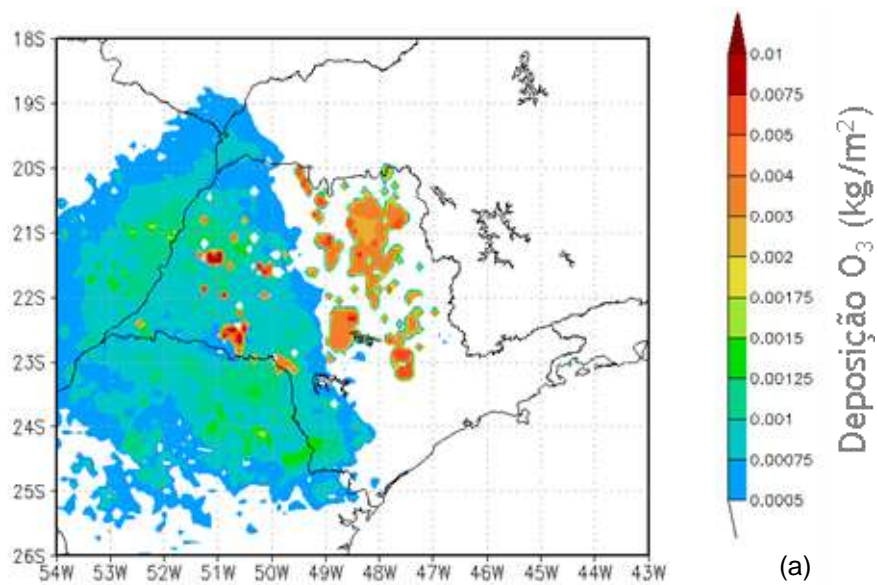 18S
19S
20S
21S
22S
23S
24S
25S
26S
54W 53W 52W 51W 50W 49W 48W 47W 46W 45W 44W 43W
0.01
0.0075
0.005
0.004
0.003
0.002
0.00175
0.0015
0.00125
0.001
0.00075
0.0005
Deposição O₃ (kg/m²)
(a)